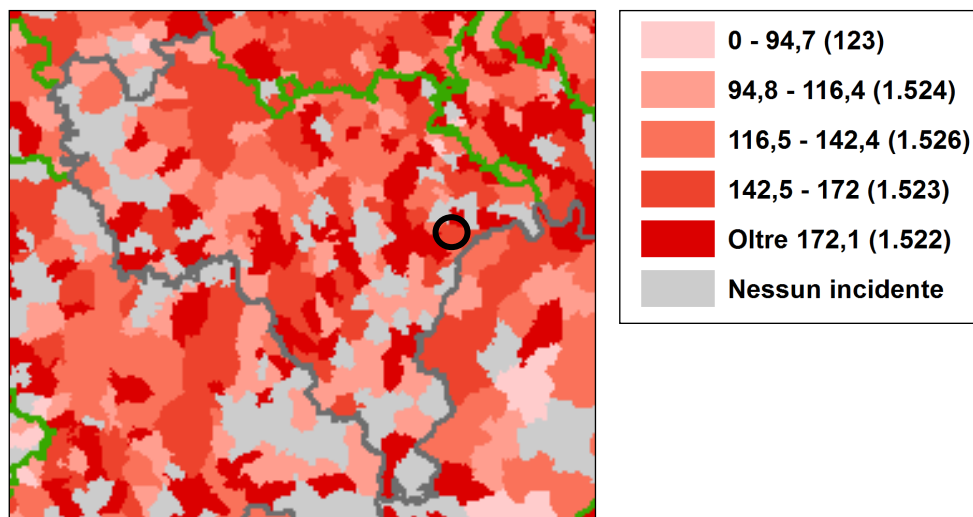 0 - 94,7 (123)
94,8 - 116,4 (1.524)
116,5 - 142,4 (1.526)
142,5 - 172 (1.523)
Oltre 172,1 (1.522)
Nessun incidente